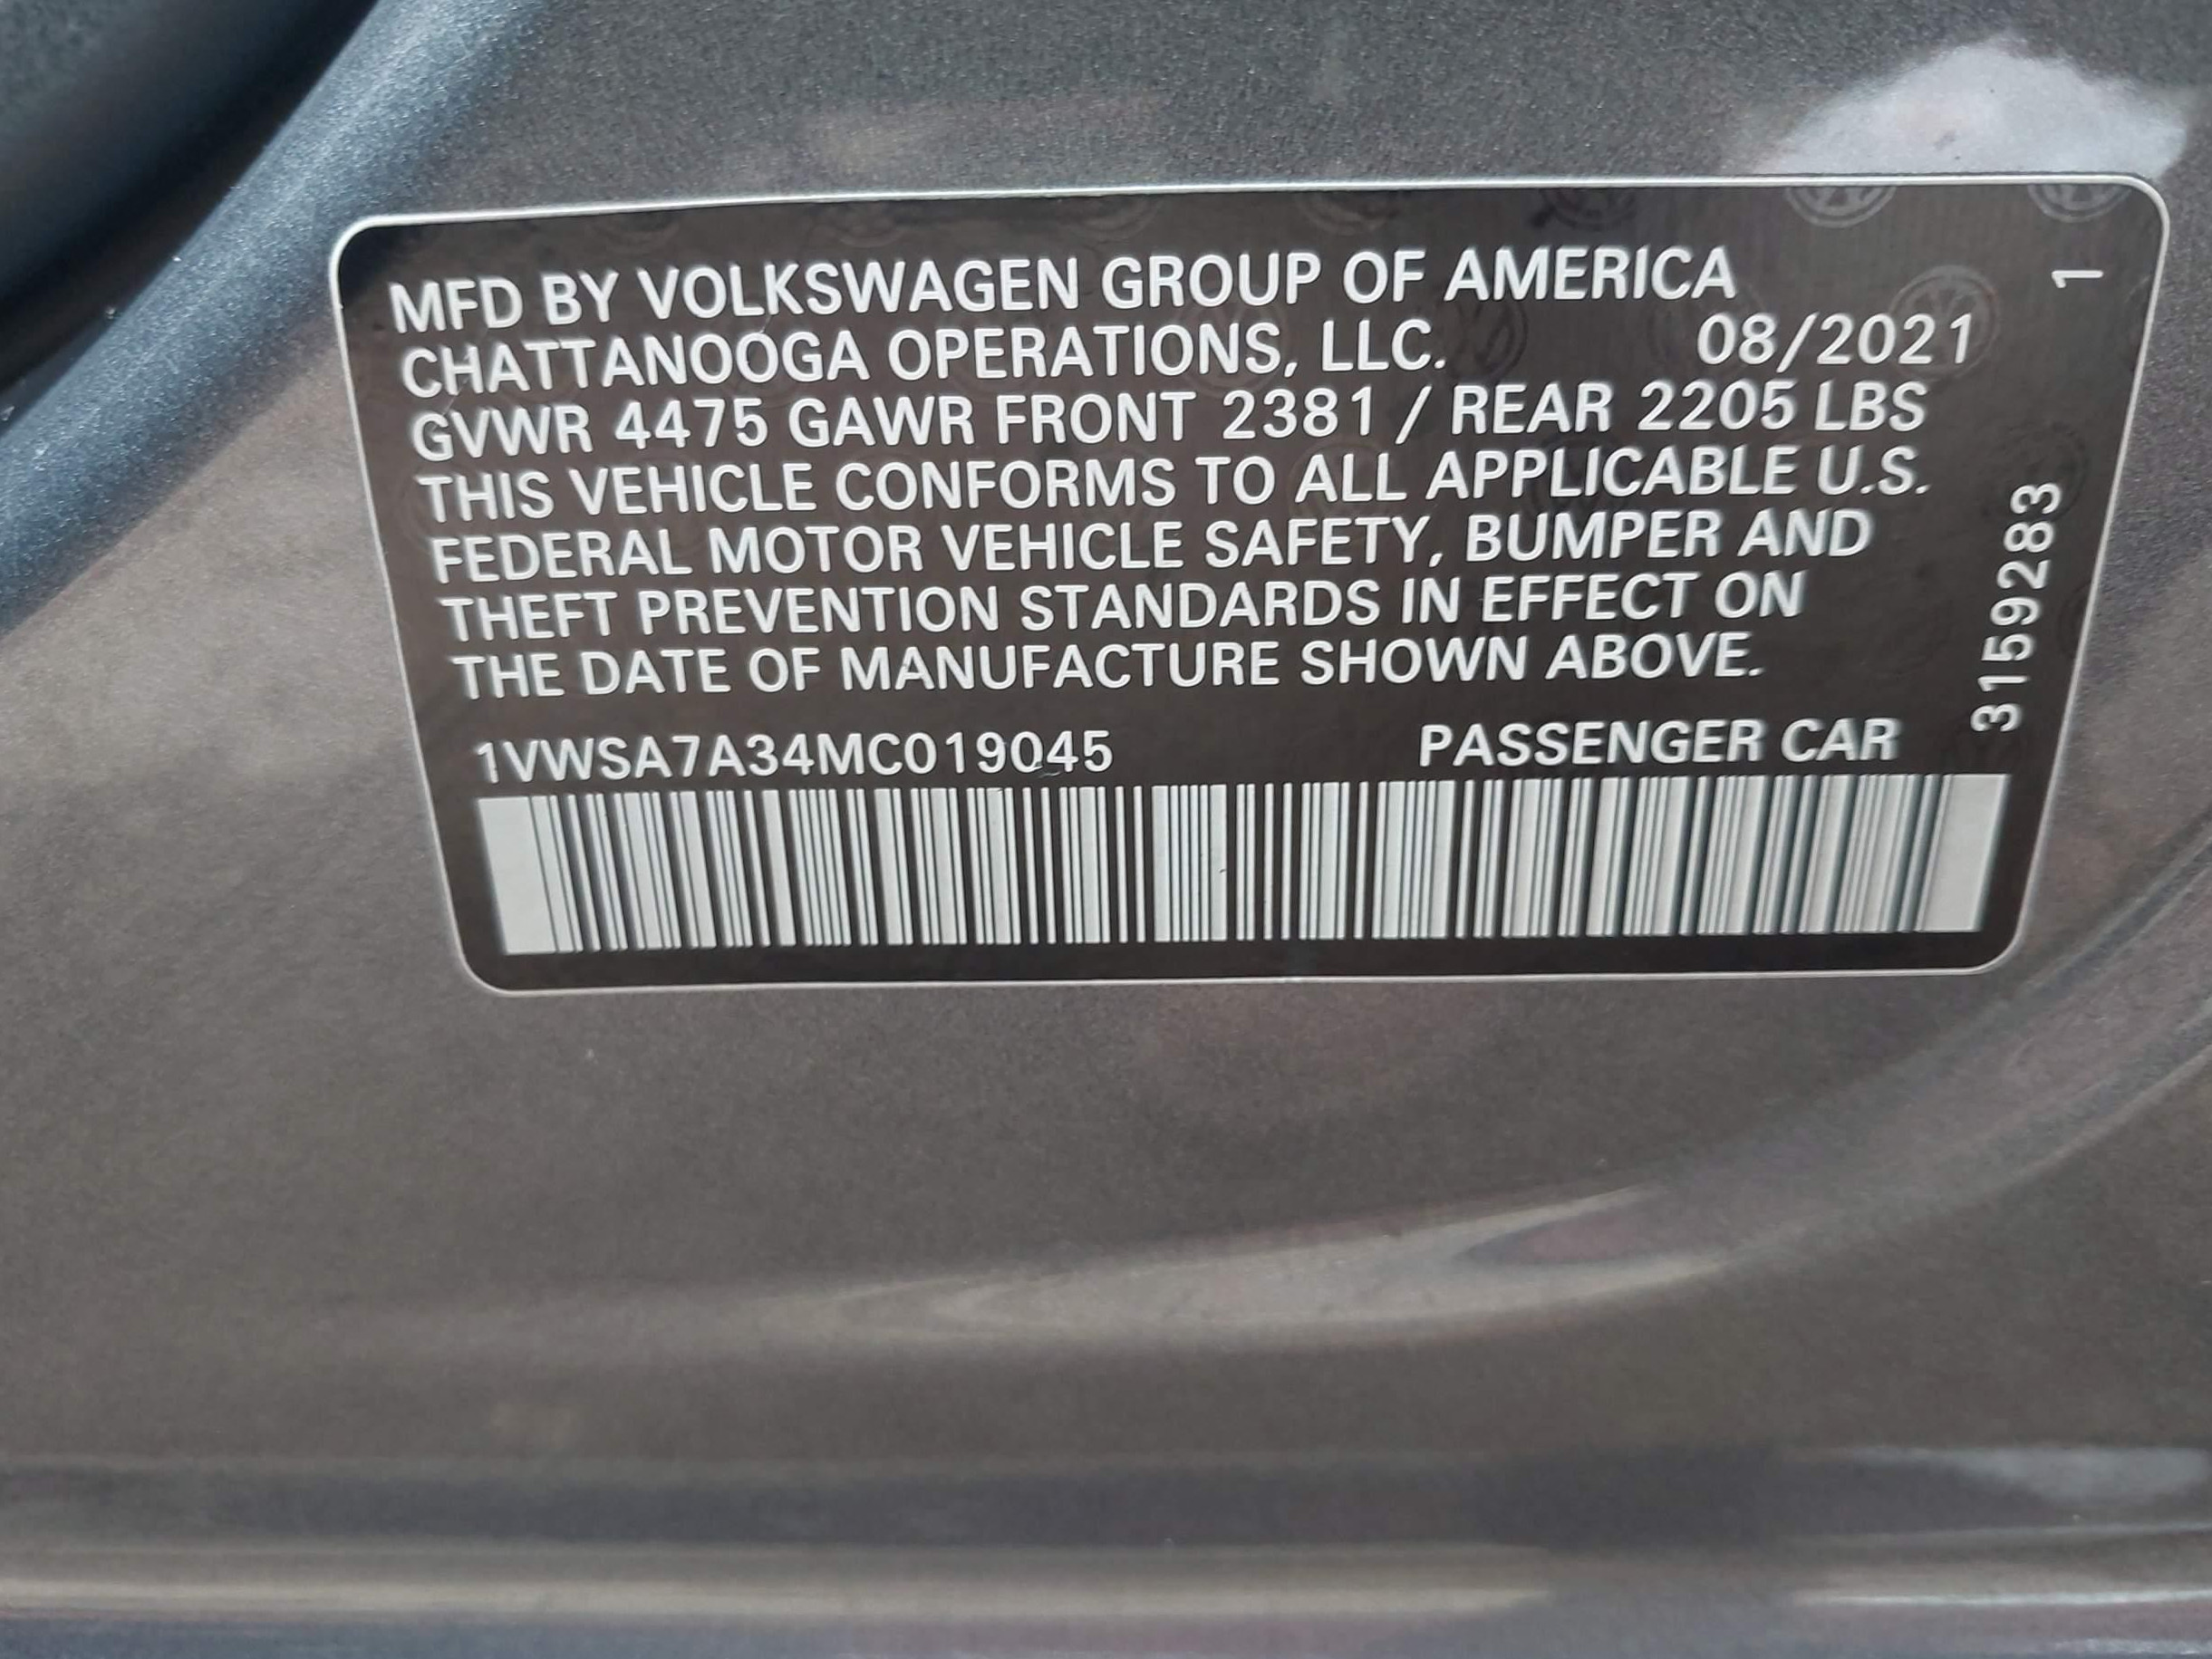 MFD BY VOLKSWAGEN GROUP OF AMERICA
CHATTANOOGA OPERATIONS, LLC. 08/2021
GVWR 4475 GAWR FRONT 2381 / REAR 2205 LBS
THIS VEHICLE CONFORMS TO ALL APPLICABLE U.S.
FEDERAL MOTOR VEHICLE SAFETY, BUMPER AND
THEFT PREVENTION STANDARDS IN EFFECT ON
THE DATE OF MANUFACTURE SHOWN ABOVE.
1VWSA7A34MC019045 PASSENGER CAR
3159283 1